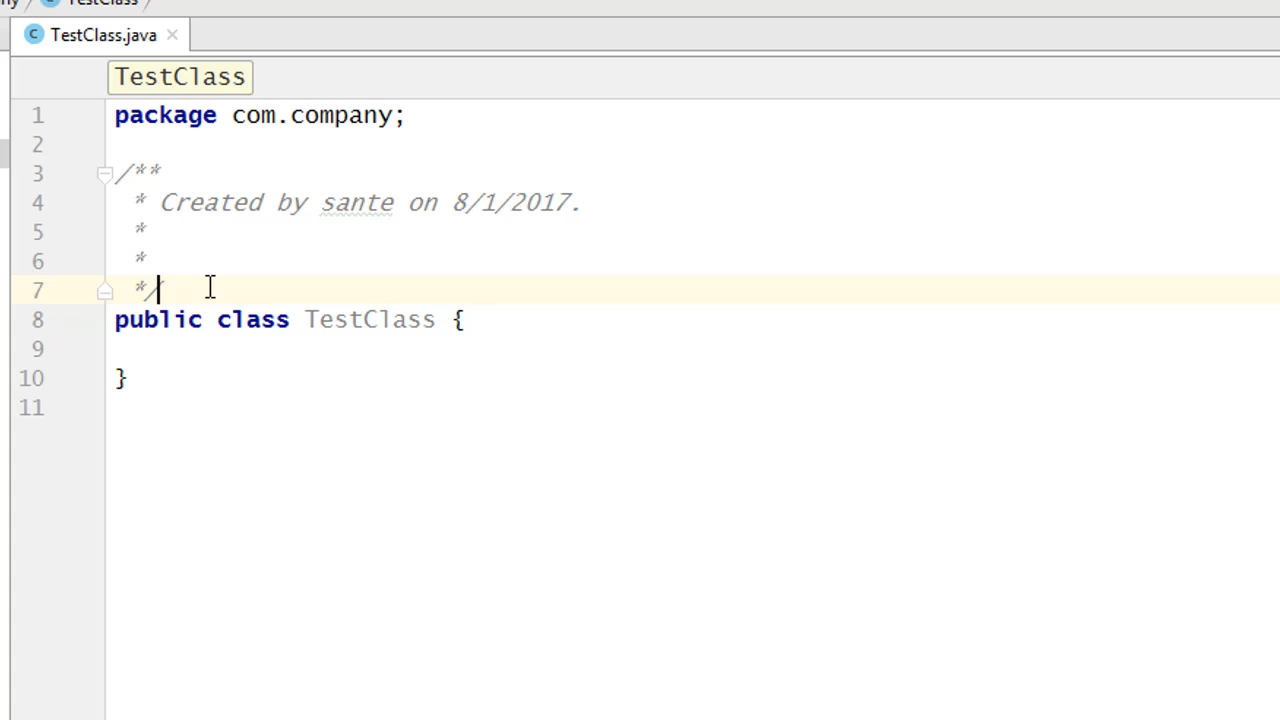 TestClass
TestClass.java
TestClass
1 package com.company;
2
3 /**
4 * Created by sante on 8/1/2017.
5 *
6 *
7 */
8 public class TestClass {
9
10 }
11